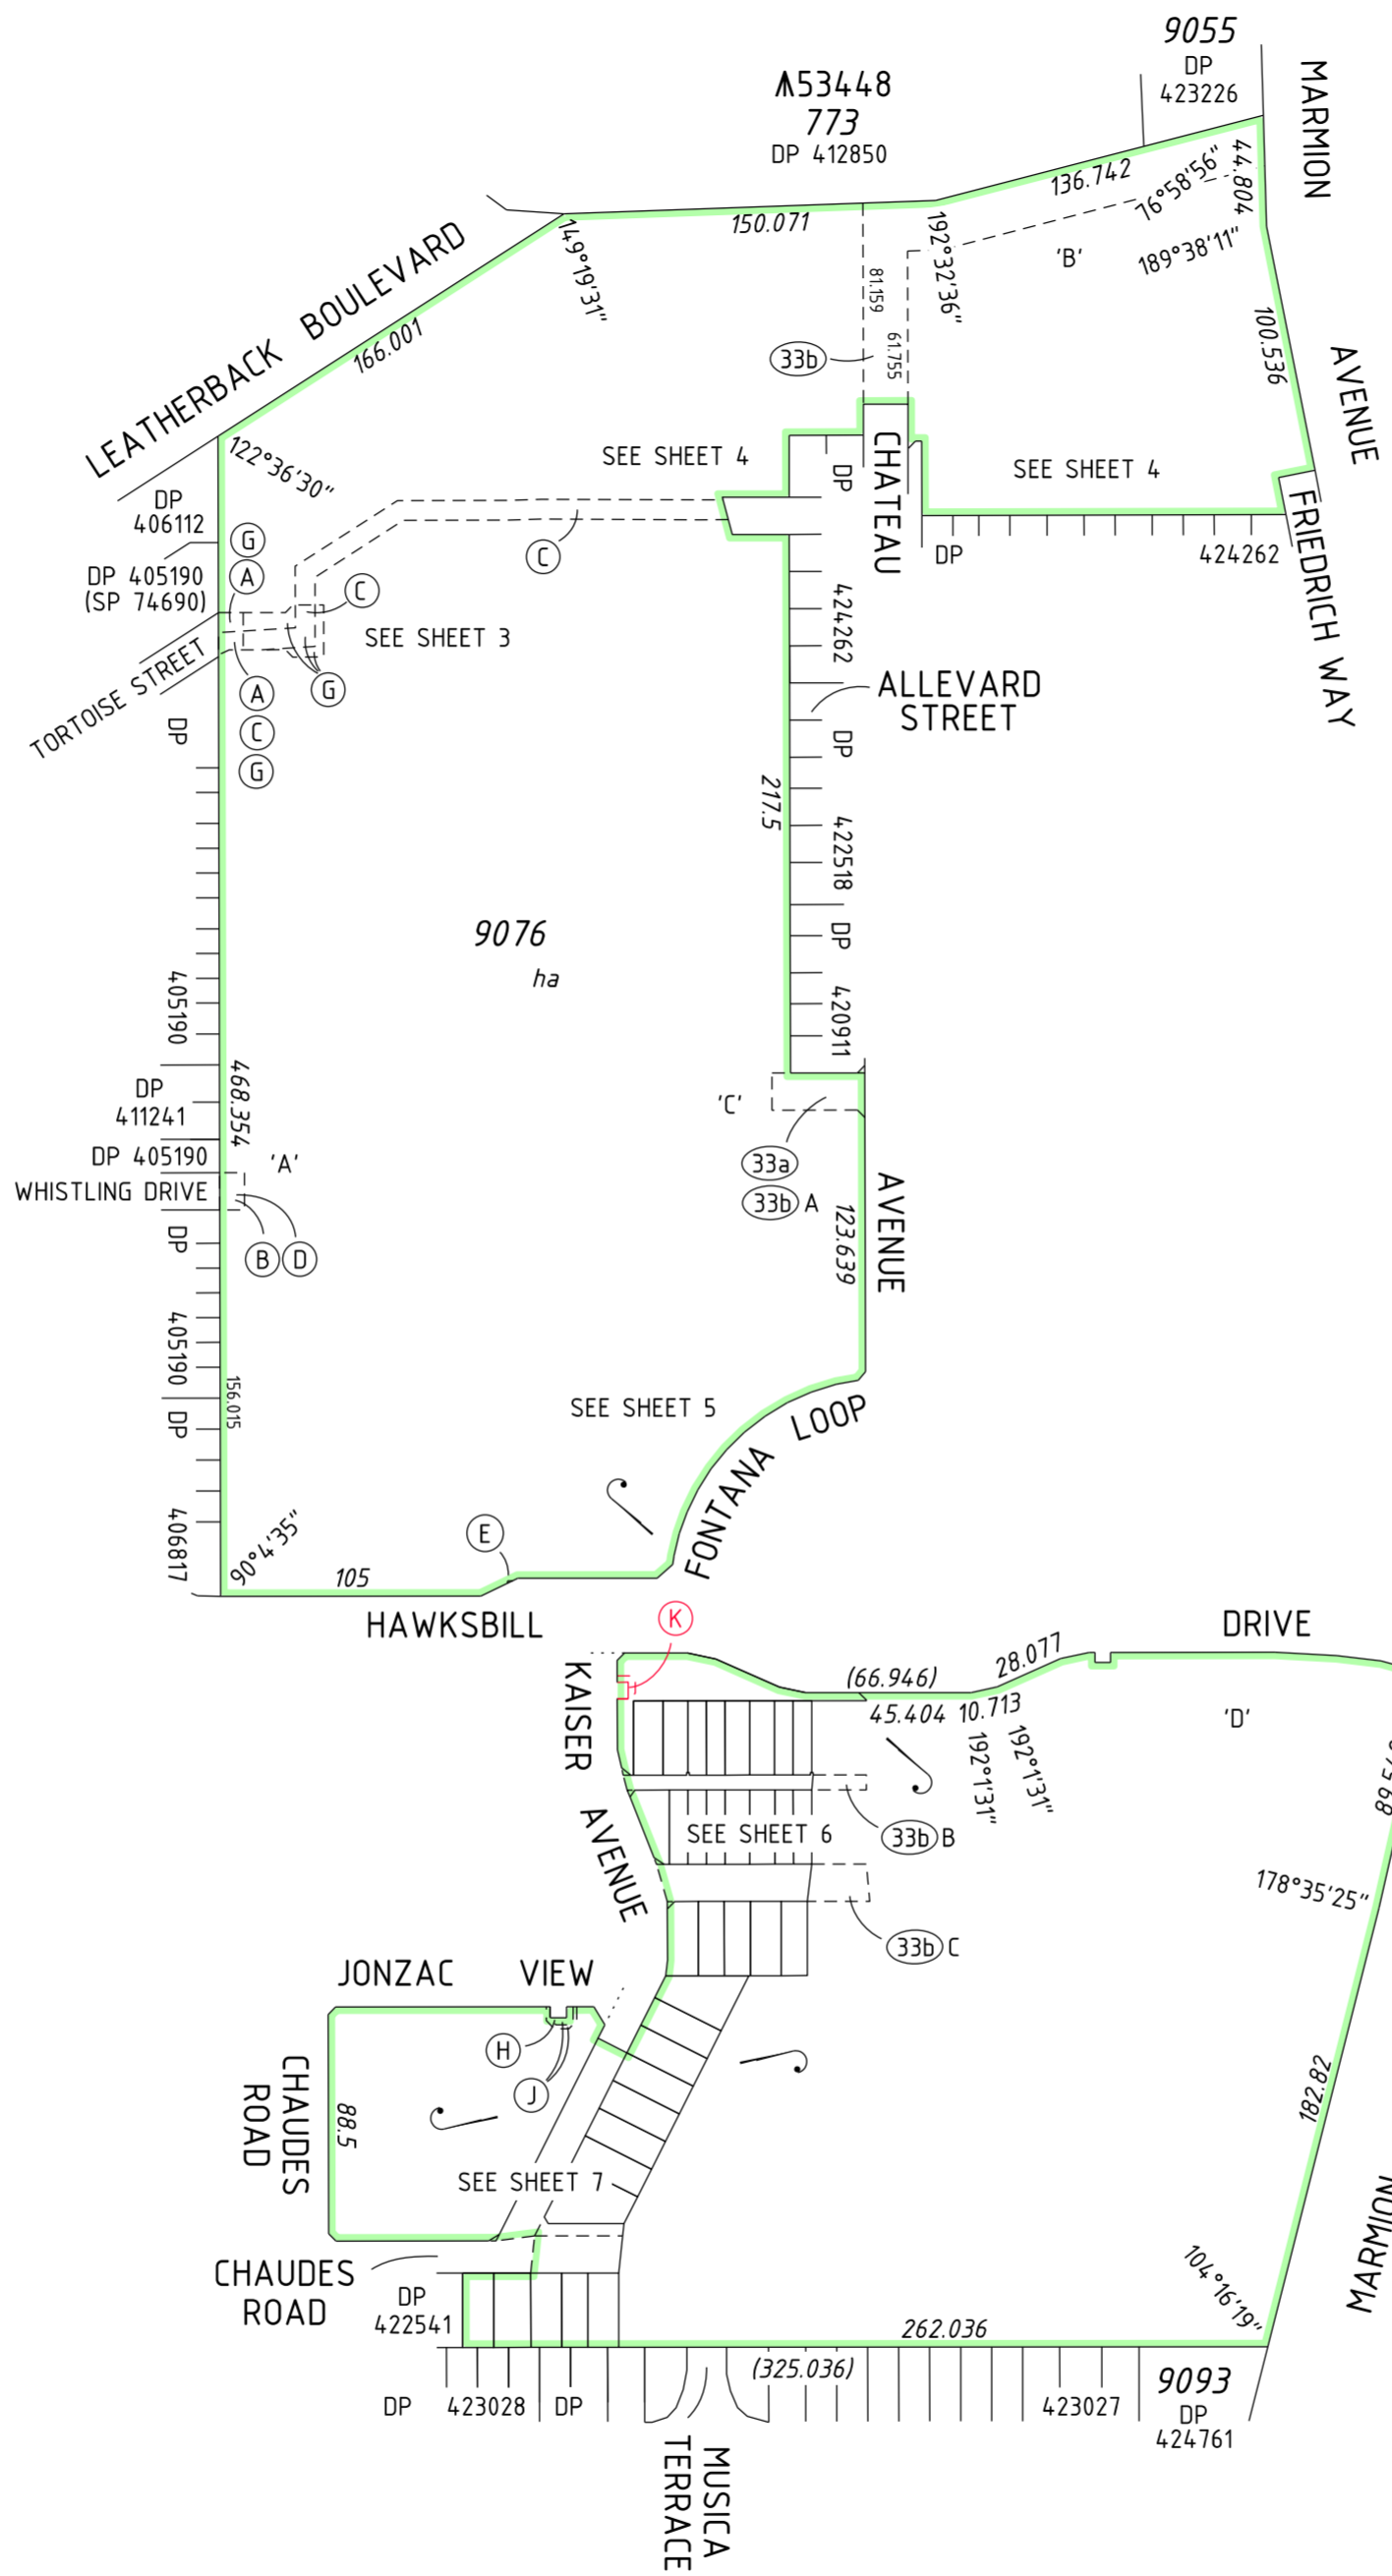 9055
DP
423226
MARMION
AVENUE
⩚53448
773
DP 412850
136.742
76°58'56"
44.804
189°38'11"
100.536
150.071
192°32'36"
'B'
149°19'31"
81.159
61.755
33b
LEATHERBACK BOULEVARD
166.001
122°36'30"
SEE SHEET 4
CHATEAU
SEE SHEET 4
FRIEDRICH WAY
DP
DP
424262
DP
406112
DP 405190
(SP 74690)
G
A
C
C
SEE SHEET 3
TORTOISE STREET
G
A
C
G
DP
424262
ALLEVARD
STREET
DP
217.5
422518
DP
420911
9076
ha
405190
468.354
DP
411241
DP 405190
'A'
WHISTLING DRIVE
B
D
'C'
33a
33b A
AVENUE
123.639
DP
405190
156.015
DP
406817
SEE SHEET 5
FONTANA LOOP
E
90°4'35"
105
HAWKSBILL
DRIVE
K
KAISER
AVENUE
(66.946)
28.077
45.404
10.713
192°1'31"
192°1'31"
'D'
SEE SHEET 6
33b B
33b C
178°35'25"
JONZAC VIEW
H
J
CHAUDES
ROAD
88.5
182.82
SEE SHEET 7
MARMION
104°16'19"
CHAUDES
ROAD
DP
422541
262.036
(325.036)
DP
423028
DP
423027
9093
DP
424761
MUSICA
TERRACE